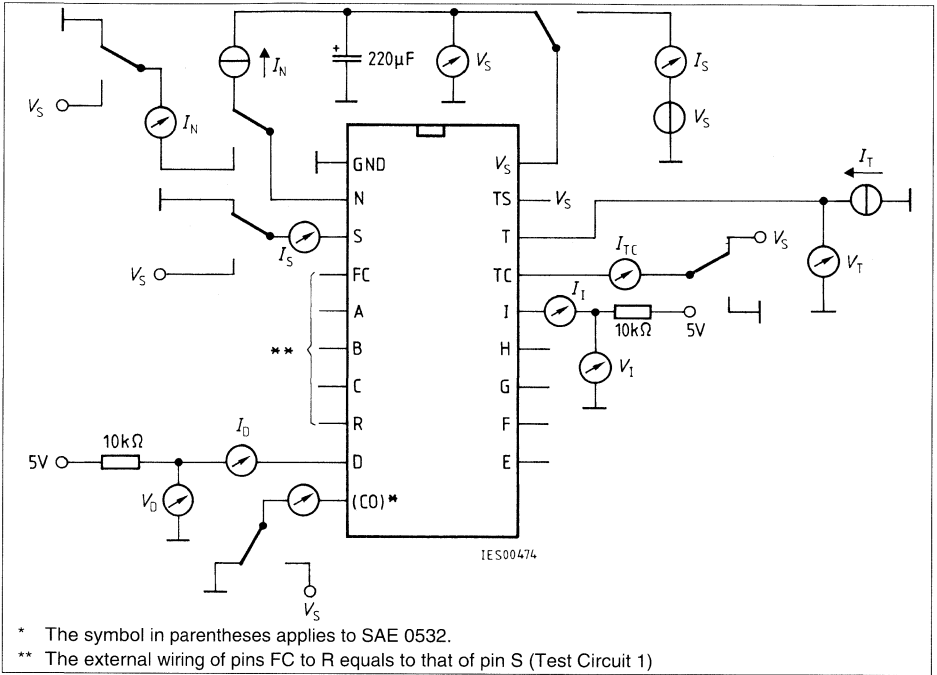 I_N
+
220µF
V_S
I_S
V_S
V_S
I_N
I_T
GND
V_S
N
TS
V_S
S
T
I_S
V_S
I_TC
V_S
V_T
FC
TC
A
I
I_I
10kΩ
5V
**
B
H
V_I
C
G
R
F
10kΩ
I_D
5V
D
E
V_D
(CO)*
IES00474
V_S
* The symbol in parentheses applies to SAE 0532.
** The external wiring of pins FC to R equals to that of pin S (Test Circuit 1)